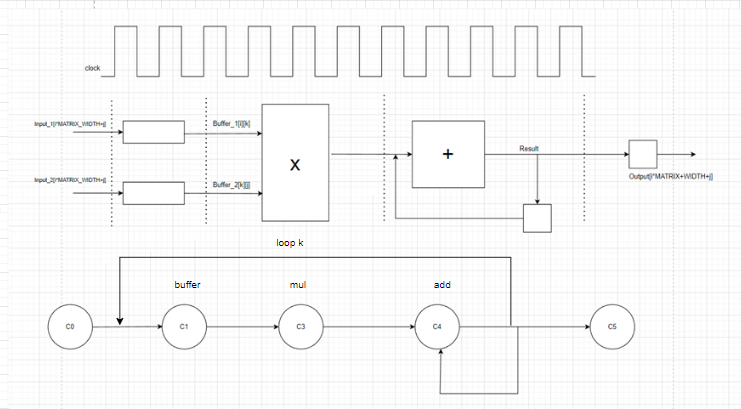 clock
Input_1[i*MATRIX_WIDTH+j]
Buffer_1[i][k]
X
+
Result
Input_2[i*MATRIX_WIDTH+j]
Buffer_2[k][j]
Output[i*MATRIX+WIDTH+j]
loop k
buffer
mul
add
C0
C1
C3
C4
C5